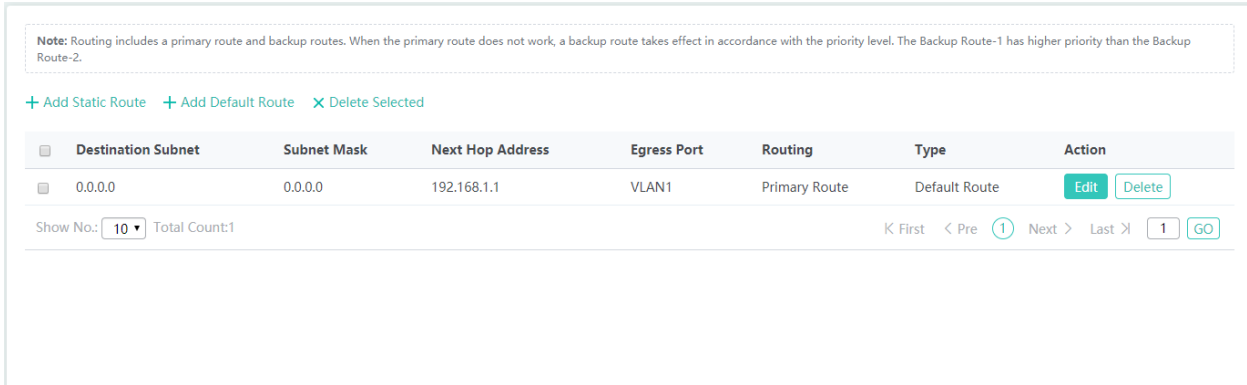 Note: Routing includes a primary route and backup routes. When the primary route does not work, a backup route takes effect in accordance with the priority level. The Backup Route-1 has higher priority than the Backup
Route-2.
Add Static Route Add Default Route Delete Selected
Destination Subnet Subnet Mask Next Hop Address Egress Port Routing Type Action
0.0.0.0 0.0.0.0 192.168.1.1 VLAN1 Primary Route Default Route Edit Delete
Show No.: 10 Total Count:1 First Pre 1 Next Last 1 GO